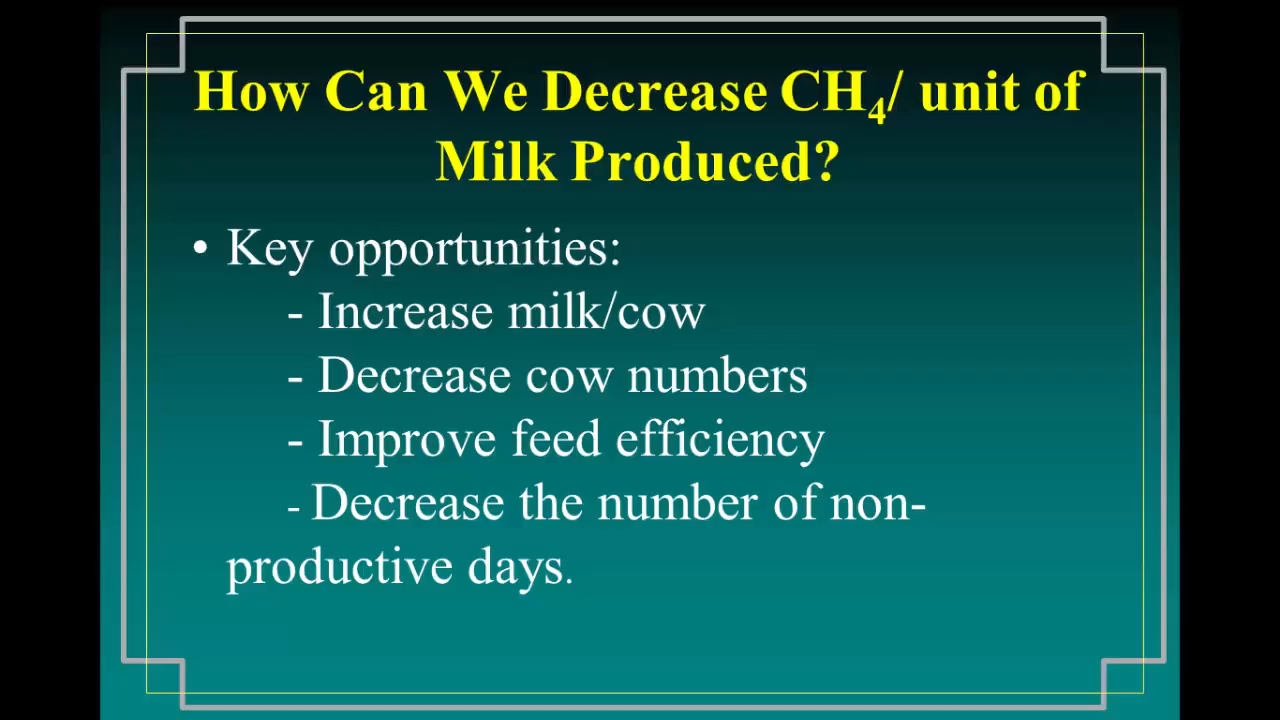 How Can We Decrease CH₄/ unit of
Milk Produced?
• Key opportunities:
- Increase milk/cow
- Decrease cow numbers
- Improve feed efficiency
- Decrease the number of non-
productive days.